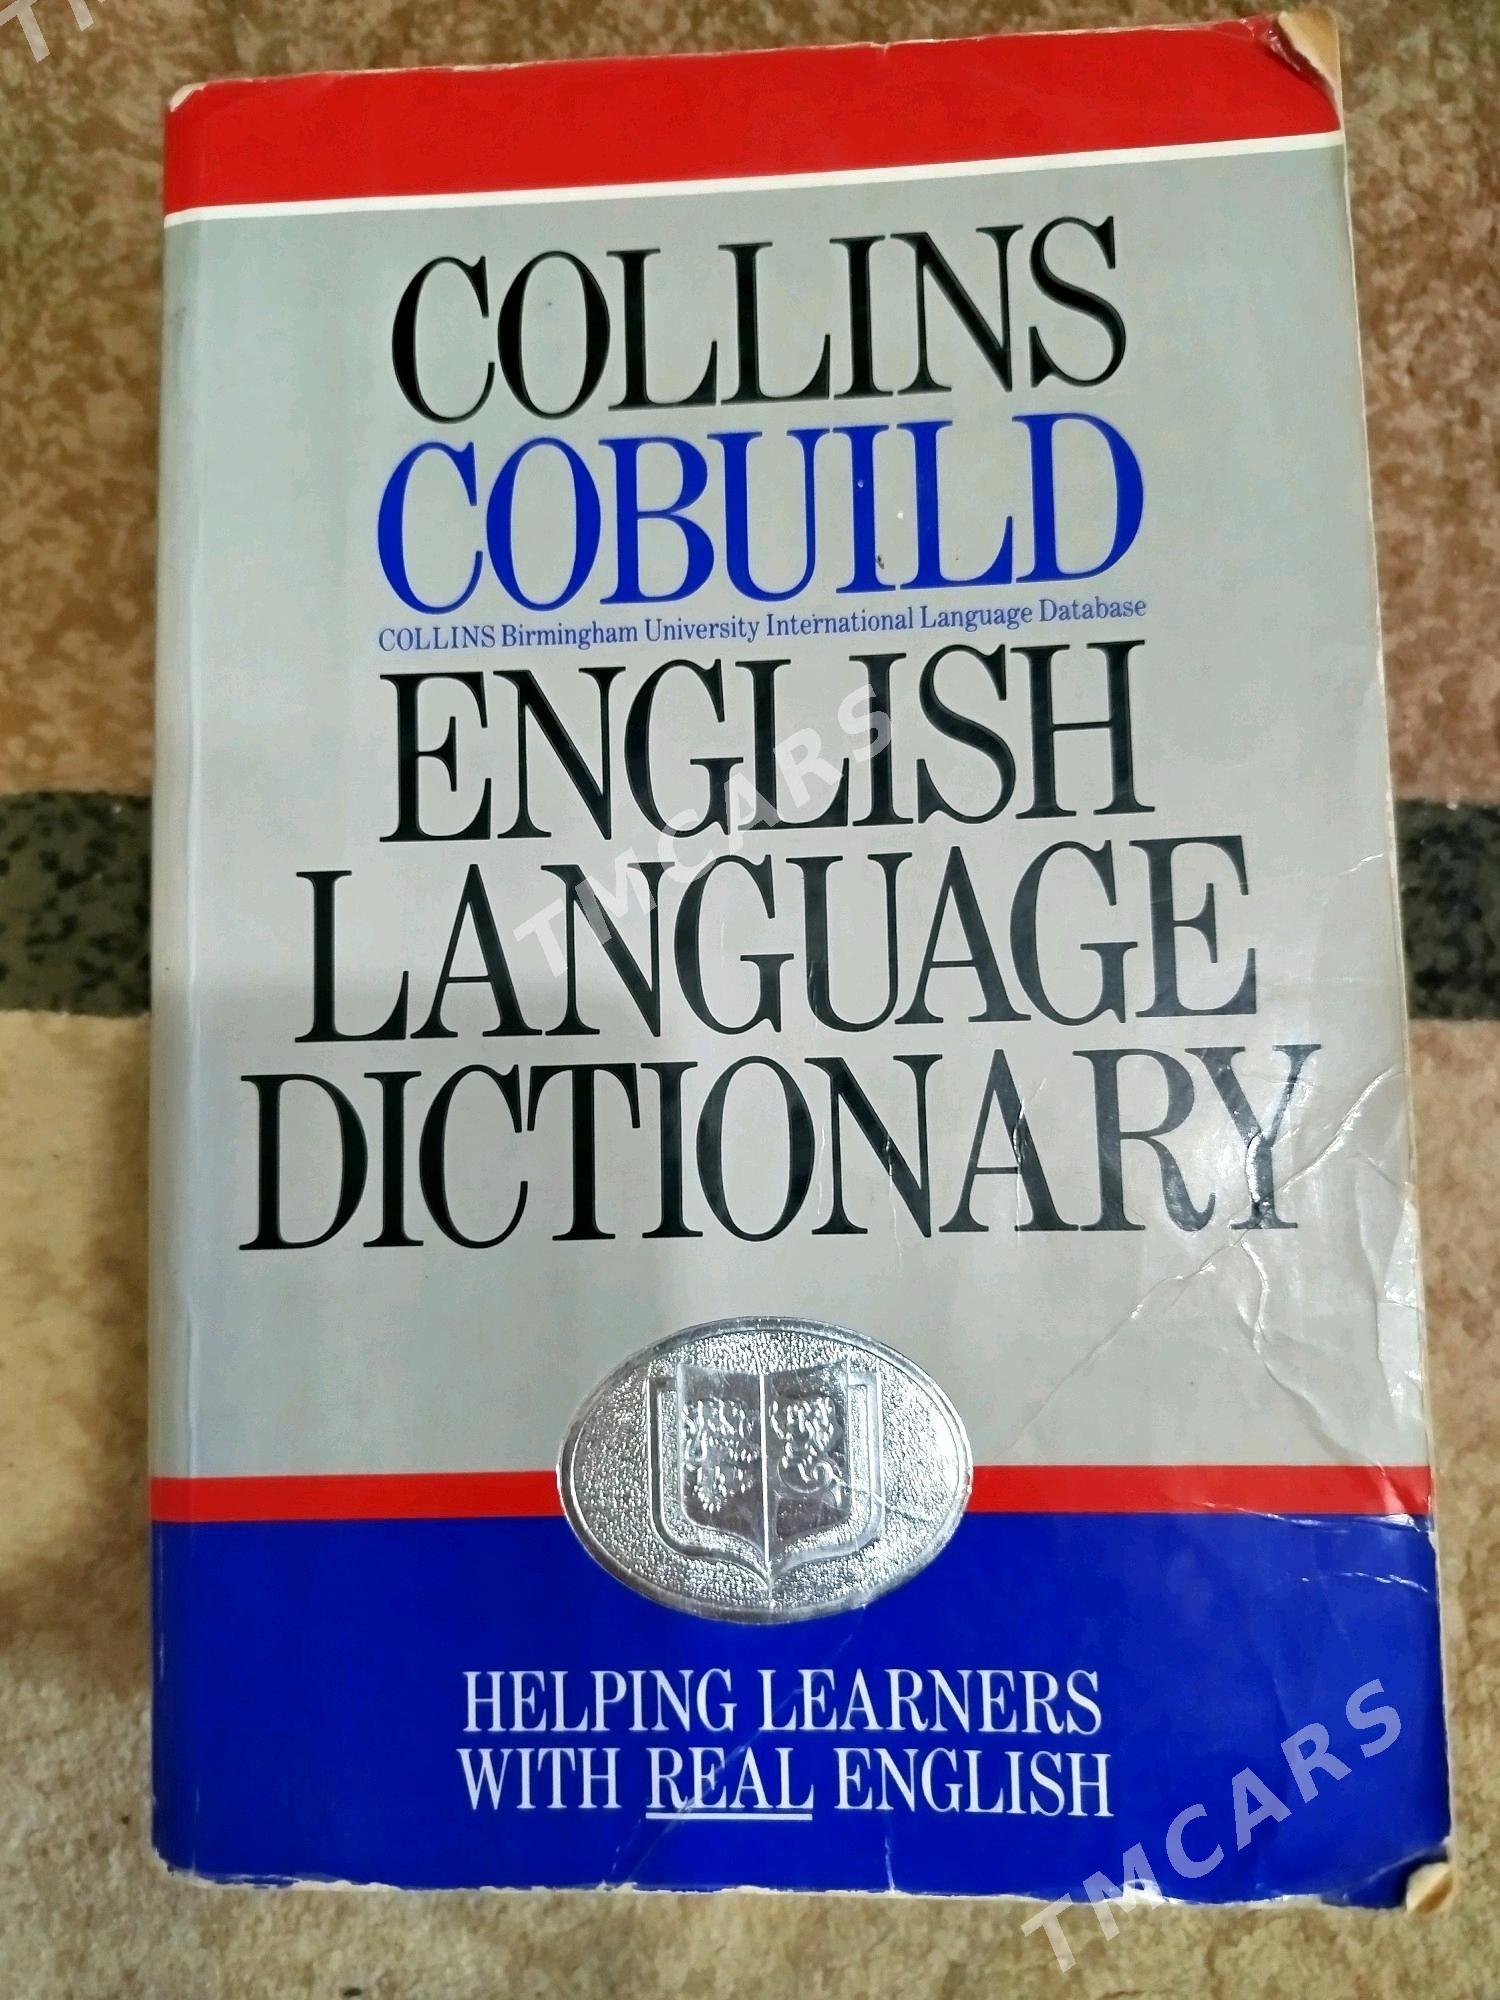 COLLINS
COBUILD
COLLINS Birmingham University International Language Database
ENGLISH
LANGUAGE
DICTIONARY
HELPING LEARNERS
WITH REAL ENGLISH
TMCARS
TMCARS